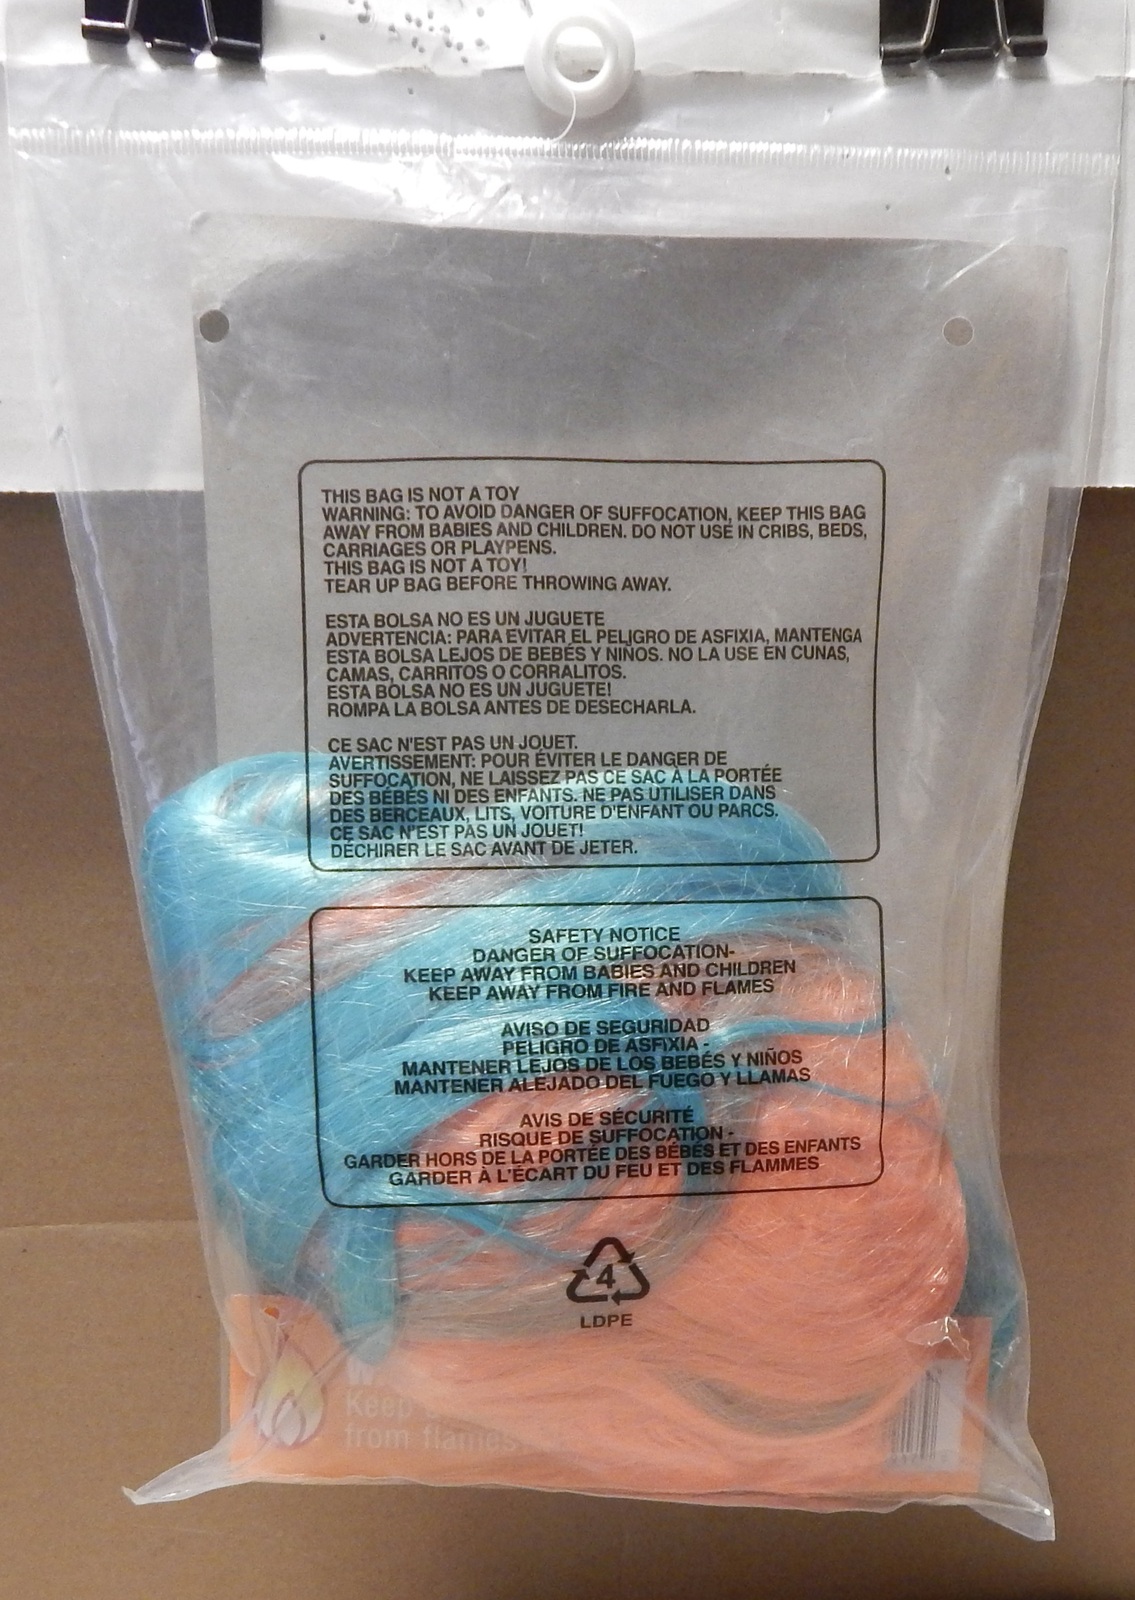 THIS BAG IS NOT A TOY
WARNING: TO AVOID DANGER OF SUFFOCATION, KEEP THIS BAG
AWAY FROM BABIES AND CHILDREN. DO NOT USE IN CRIBS, BEDS,
CARRIAGES OR PLAYPENS.
THIS BAG IS NOT A TOY!
TEAR UP BAG BEFORE THROWING AWAY.
ESTA BOLSA NO ES UN JUGUETE
ADVERTENCIA: PARA EVITAR EL PELIGRO DE ASFIXIA, MANTENGA
ESTA BOLSA LEJOS DE BEBÉS Y NIÑOS. NO LA USE EN CUNAS,
CAMAS, CARRITOS O CORRALITOS.
ESTA BOLSA NO ES UN JUGUETE!
ROMPA LA BOLSA ANTES DE DESECHARLA.
CE SAC N'EST PAS UN JOUET.
AVERTISSEMENT: POUR ÉVITER LE DANGER DE
SUFFOCATION, NE LAISSEZ PAS CE SAC À LA PORTÉE
DES BÉBÉS NI DES ENFANTS. NE PAS UTILISER DANS
DES BERCEAUX, LITS, VOITURE D'ENFANT OU PARCS.
CE SAC N'EST PAS UN JOUET!
DÉCHIRER LE SAC AVANT DE JETER.
SAFETY NOTICE
DANGER OF SUFFOCATION-
KEEP AWAY FROM BABIES AND CHILDREN
KEEP AWAY FROM FIRE AND FLAMES
AVISO DE SEGURIDAD
PELIGRO DE ASFIXIA -
MANTENER LEJOS DE LOS BEBÉS Y NIÑOS
MANTENER ALEJADO DEL FUEGO Y LLAMAS
AVIS DE SÉCURITÉ
RISQUE DE SUFFOCATION -
GARDER HORS DE LA PORTÉE DES BÉBÉS ET DES ENFANTS
GARDER À L'ÉCART DU FEU ET DES FLAMMES
4
LDPE
Keep
from flames